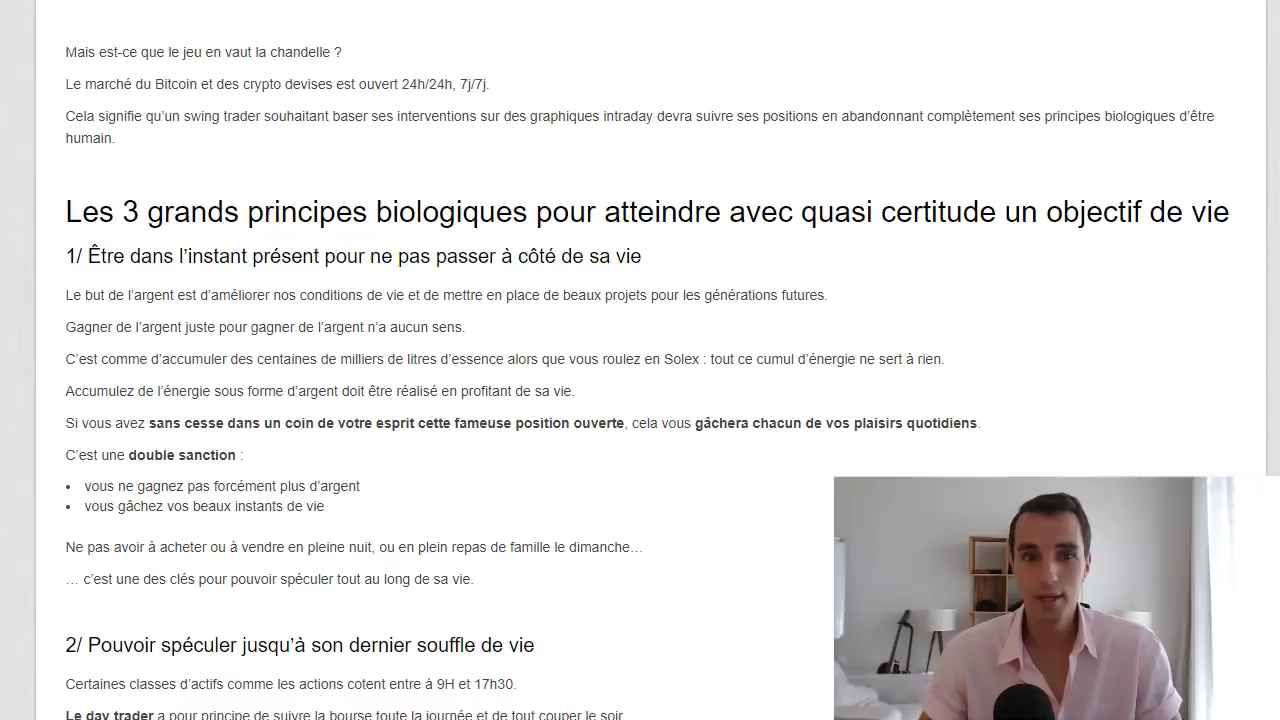 Mais est-ce que le jeu en vaut la chandelle ?
Le marché du Bitcoin et des crypto devises est ouvert 24h/24h, 7j/7j.
Cela signifie qu’un swing trader souhaitant baser ses interventions sur des graphiques intraday devra suivre ses positions en abandonnant complètement ses principes biologiques d’être
humain.
Les 3 grands principes biologiques pour atteindre avec quasi certitude un objectif de vie
1/ Être dans l’instant présent pour ne pas passer à côté de sa vie
Le but de l’argent est d’améliorer nos conditions de vie et de mettre en place de beaux projets pour les générations futures.
Gagner de l’argent juste pour gagner de l’argent n’a aucun sens.
C’est comme d’accumuler des centaines de milliers de litres d’essence alors que vous roulez en Solex : tout ce cumul d’énergie ne sert à rien.
Accumulez de l’énergie sous forme d’argent doit être réalisé en profitant de sa vie.
Si vous avez sans cesse dans un coin de votre esprit cette fameuse position ouverte, cela vous gâchera chacun de vos plaisirs quotidiens.
C’est une double sanction :
• vous ne gagnez pas forcément plus d’argent
• vous gâchez vos beaux instants de vie
Ne pas avoir à acheter ou à vendre en pleine nuit, ou en plein repas de famille le dimanche…
… c’est une des clés pour pouvoir spéculer tout au long de sa vie.
2/ Pouvoir spéculer jusqu’à son dernier souffle de vie
Certaines classes d’actifs comme les actions cotent entre à 9H et 17h30.
Le day trader a pour principe de suivre la bourse toute la journée et de tout couper le soir